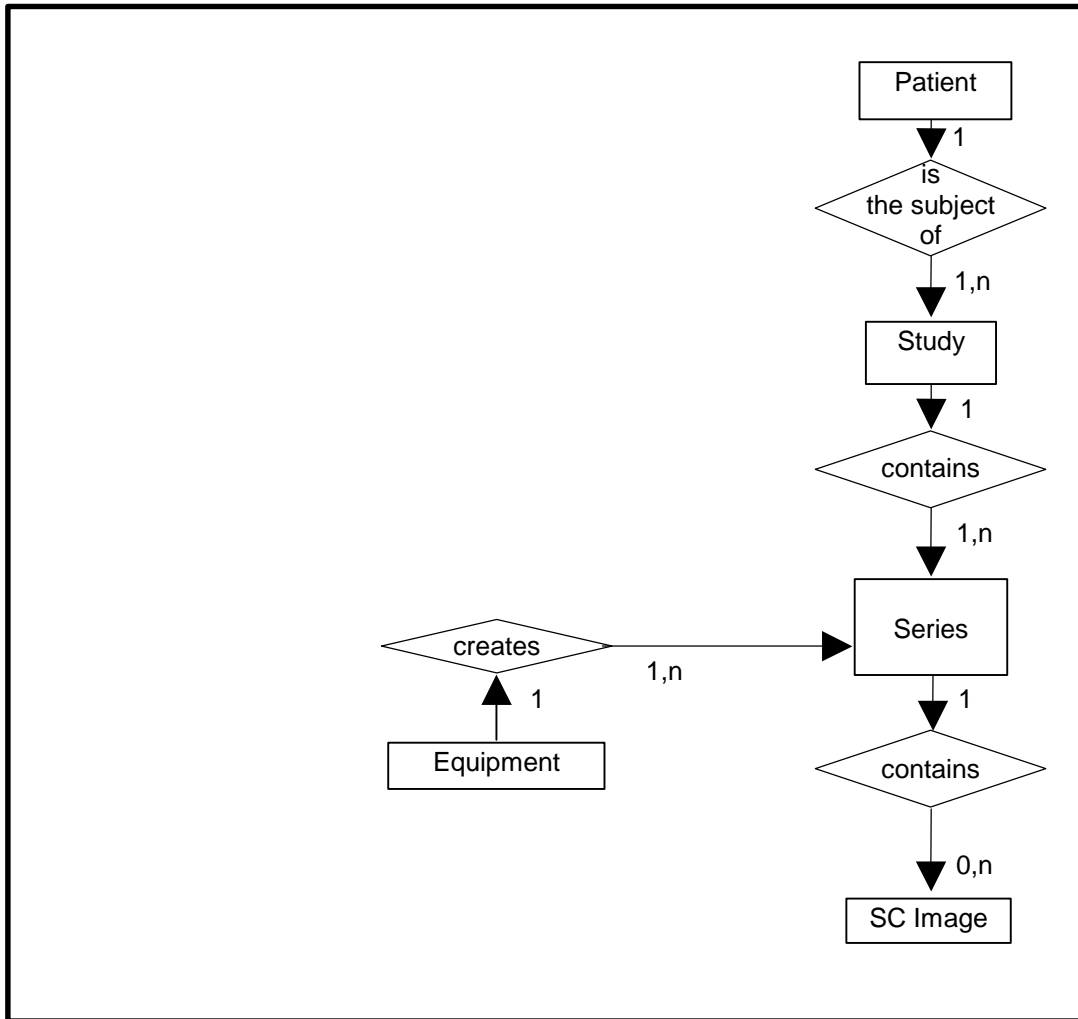 Patient
1
is
the subject
of
1,n
Study
1
contains
1,n
Series
creates
1,n
1
Equipment
1
contains
0,n
SC Image